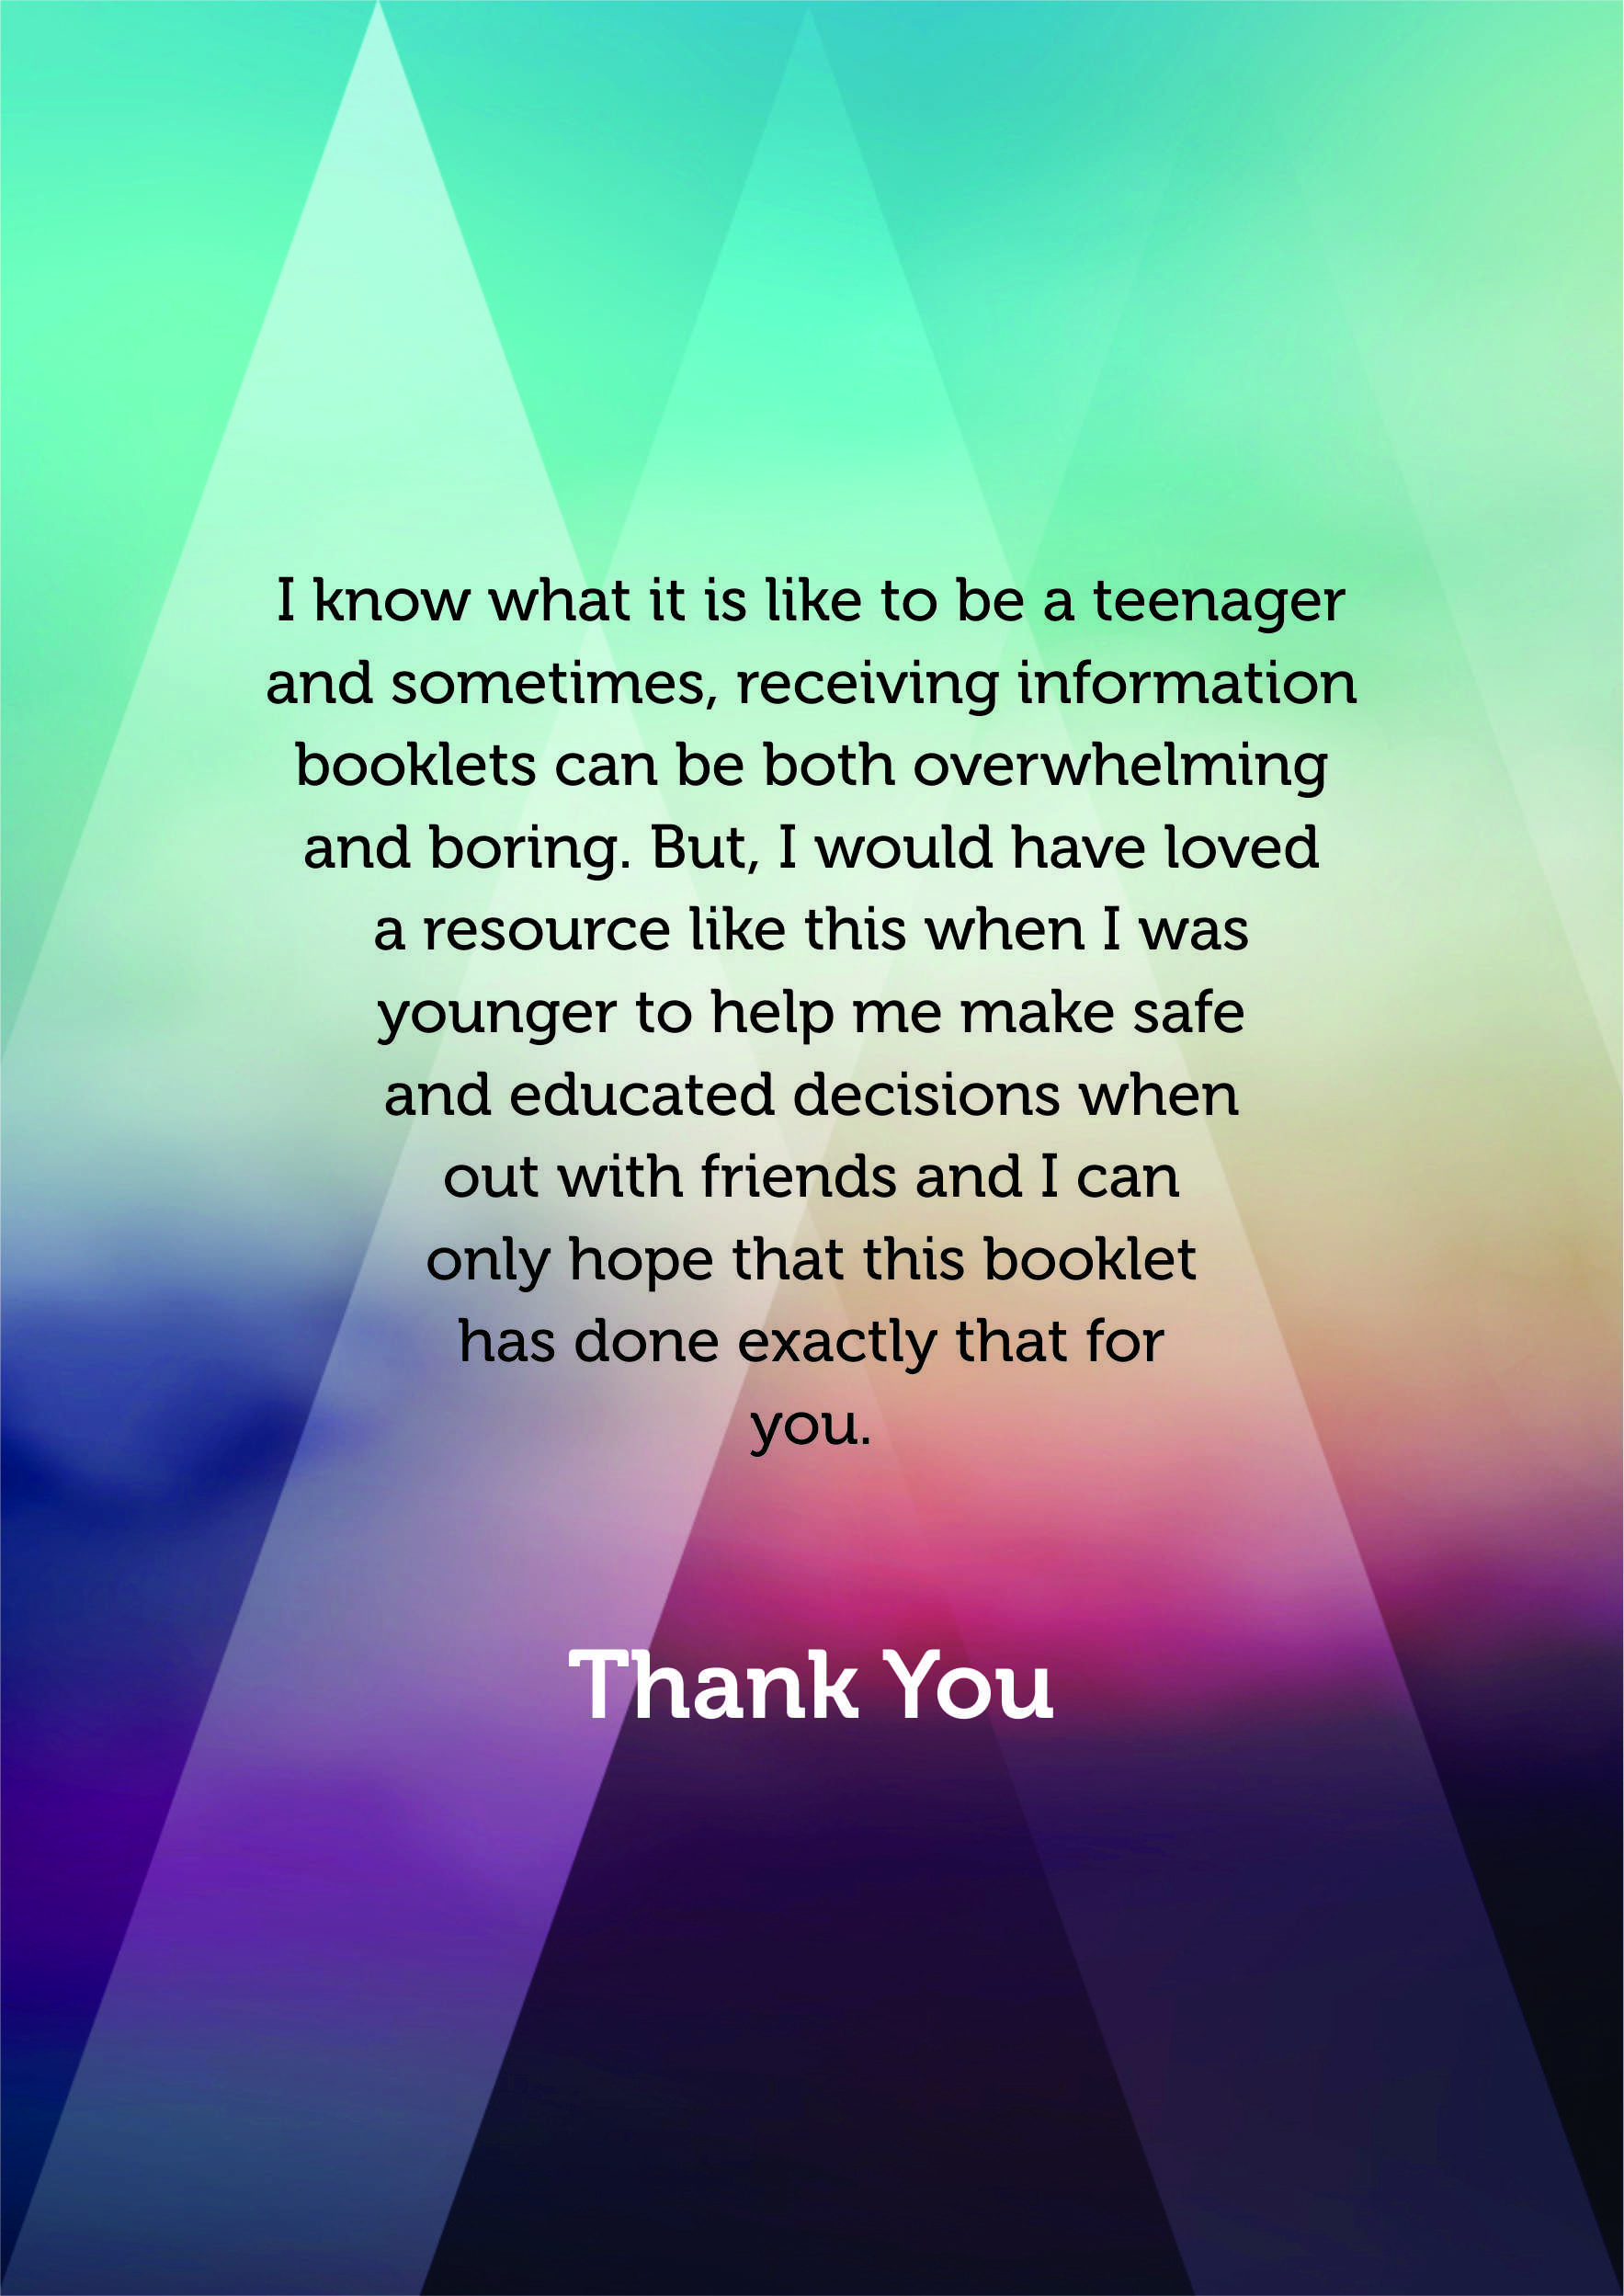 I know what it is like to be a teenager
and sometimes, receiving information
booklets can be both overwhelming
and boring. But, I would have loved
a resource like this when I was
younger to help me make safe
and educated decisions when
out with friends and I can
only hope that this booklet
has done exactly that for
you.
Thank You